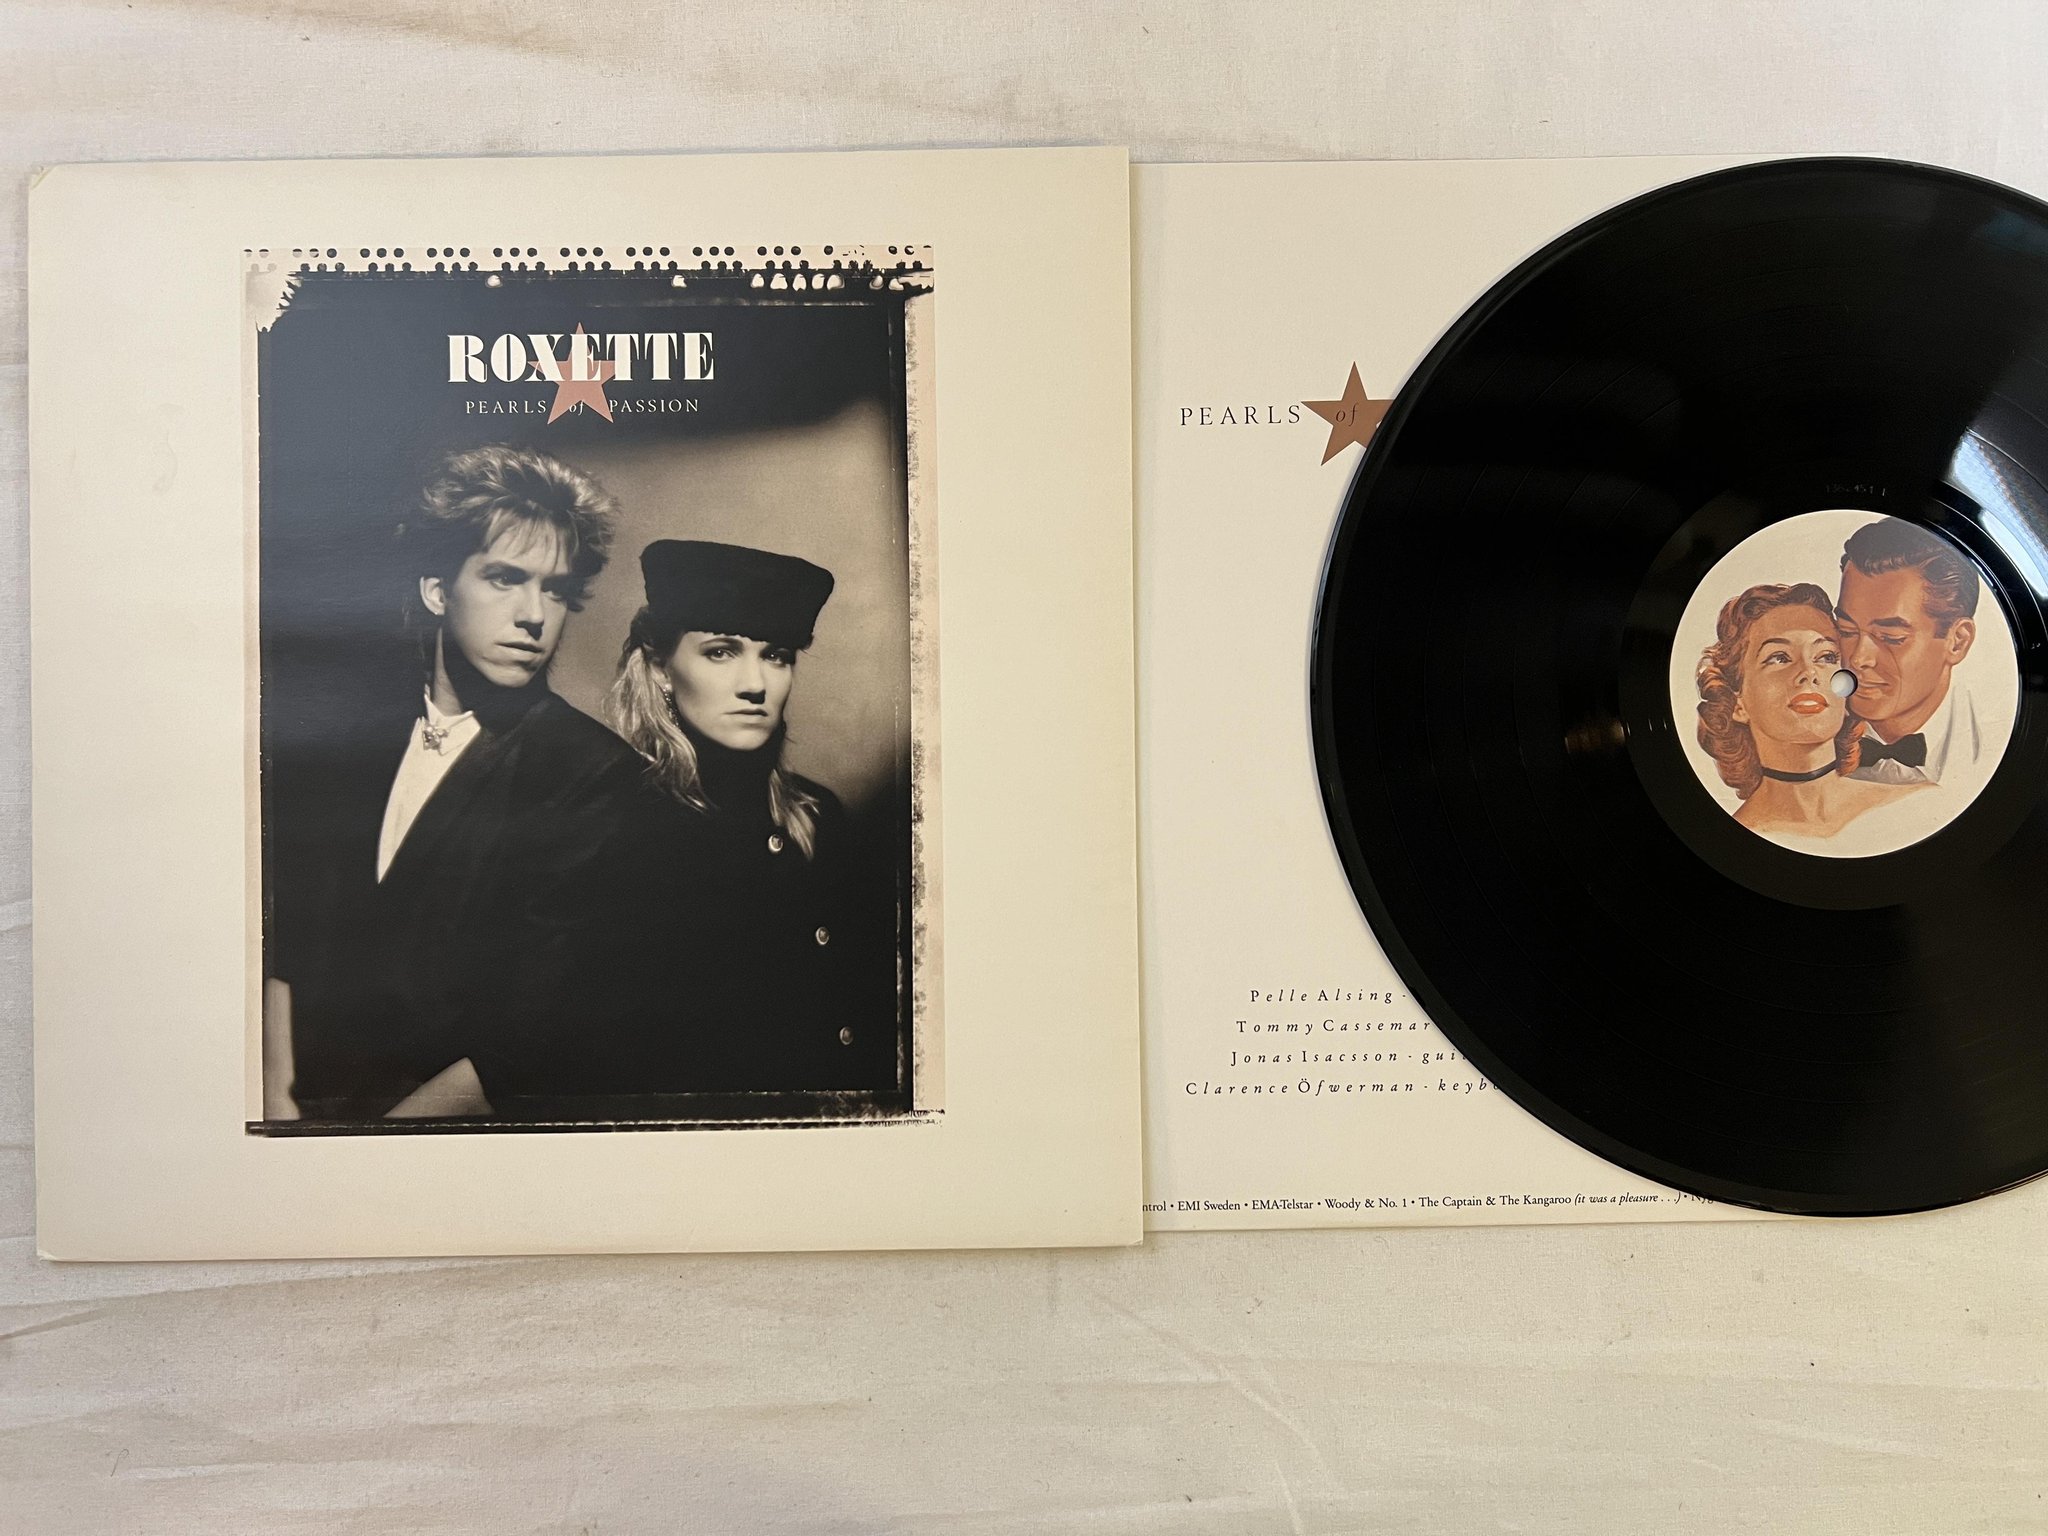 ROXETTE
PEARLS of PASSION
PEARLS of
Pelle Alsing -
Tommy Cassemar
Jonas Isacsson - gui
Clarence Öfwerman - keyb
ntrol • EMI Sweden • EMA-Telstar • Woody & No. 1 • The Captain & The Kangaroo (it was a pleasure . . .) •